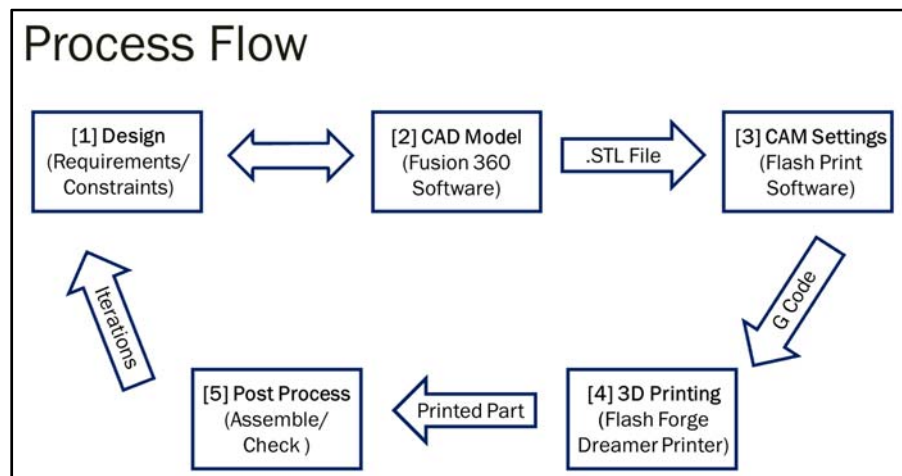 Process Flow
[1] Design
(Requirements/
Constraints)
[2] CAD Model
(Fusion 360
Software)
.STL File
[3] CAM Settings
(Flash Print
Software)
G Code
[4] 3D Printing
(Flash Forge
Dreamer Printer)
Printed Part
[5] Post Process
(Assemble/
Check )
Iterations